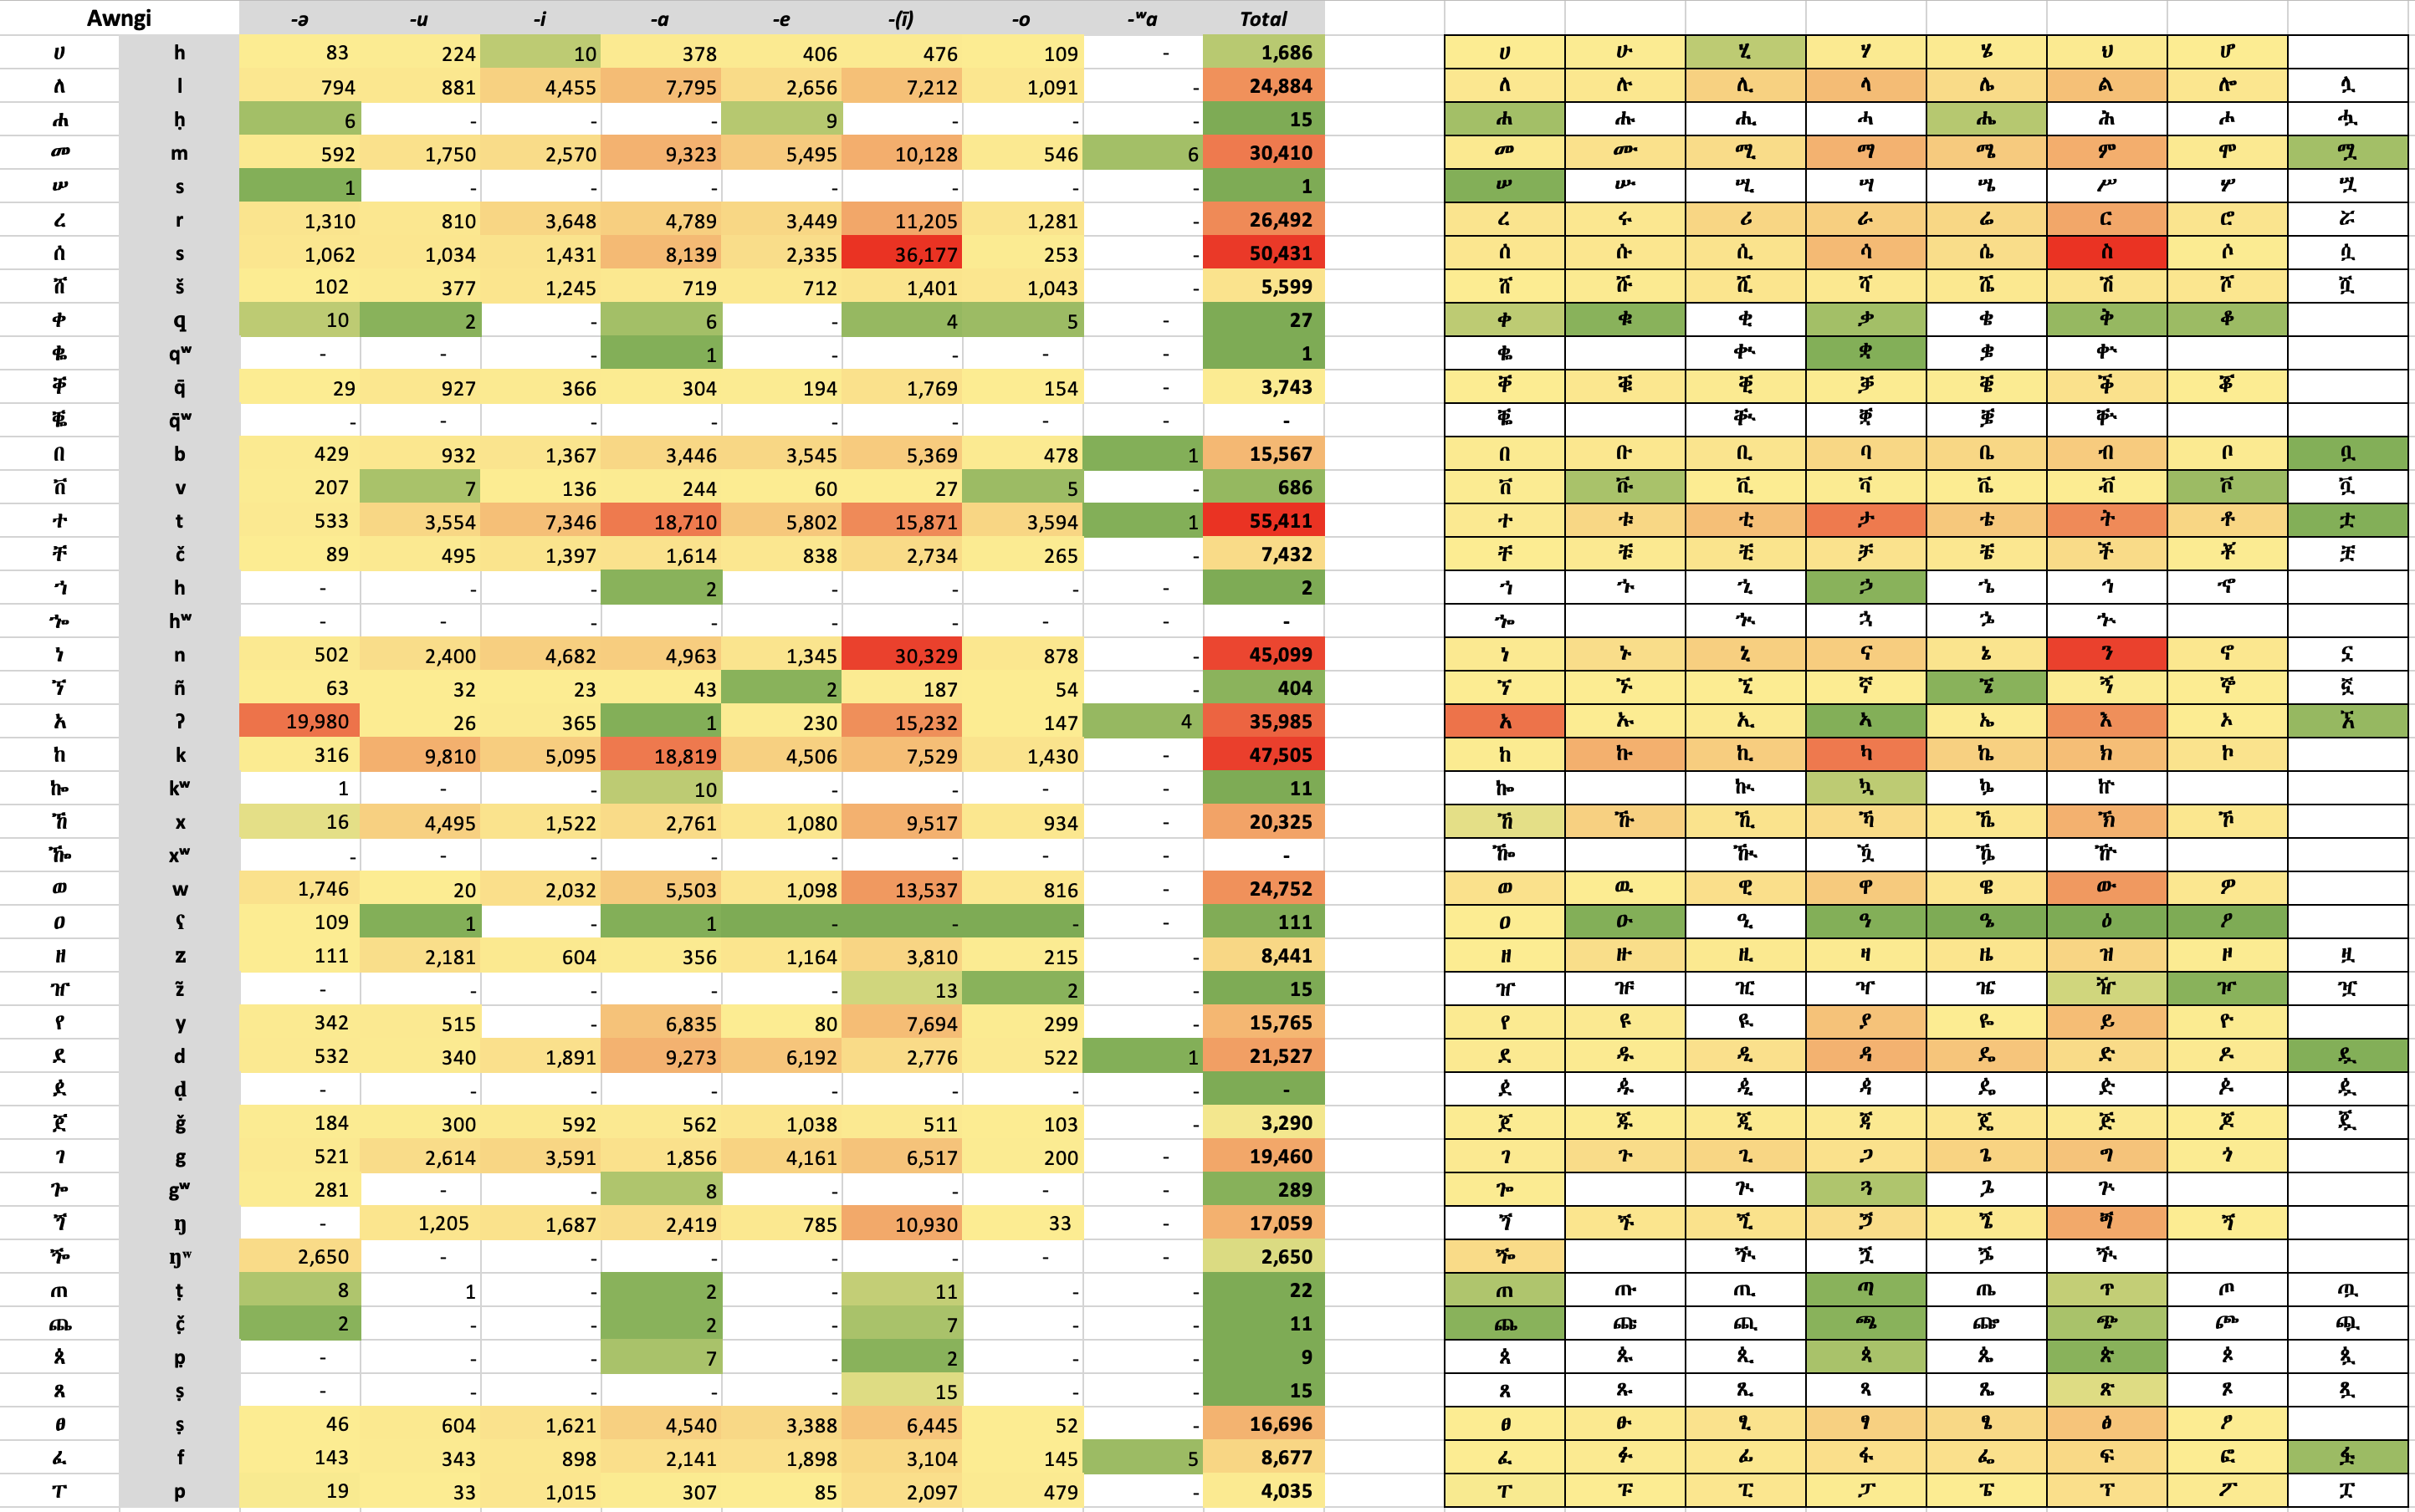 Awngi -ə -u -i -a -e -(ī) -o -ʷa Total
ሀ h 83 224 10 378 406 476 109 - 1,686 ሀ ሁ ሂ ሃ ሄ ህ ሆ
ለ l 794 881 4,455 7,795 2,656 7,212 1,091 - 24,884 ለ ሉ ሊ ላ ሌ ል ሎ ሏ
ሐ ḥ 6 - - - 9 - - - 15 ሐ ሑ ሒ ሓ ሔ ሕ ሖ ሗ
መ m 592 1,750 2,570 9,323 5,495 10,128 546 6 30,410 መ ሙ ሚ ማ ሜ ም ሞ ሟ
ሠ s 1 - - - - - - - 1 ሠ ሡ ሢ ሣ ሤ ሥ ሦ ሧ
ረ r 1,310 810 3,648 4,789 3,449 11,205 1,281 - 26,492 ረ ሩ ሪ ራ ሬ ር ሮ ሯ
ሰ s 1,062 1,034 1,431 8,139 2,335 36,177 253 - 50,431 ሰ ሱ ሲ ሳ ሴ ስ ሶ ሷ
ሸ š 102 377 1,245 719 712 1,401 1,043 - 5,599 ሸ ሹ ሺ ሻ ሼ ሽ ሾ ሿ
ቀ q 10 2 - 6 - 4 5 - 27 ቀ ቁ ቂ ቃ ቄ ቅ ቆ
ቈ qʷ - - - 1 - - - - 1 ቈ ቊ ቋ ቌ ቍ
ቐ q̄ 29 927 366 304 194 1,769 154 - 3,743 ቐ ቑ ቒ ቓ ቔ ቕ ቖ
ቘ q̄ʷ - - - - - - - - - ቘ ቚ ቛ ቜ ቝ
በ b 429 932 1,367 3,446 3,545 5,369 478 1 15,567 በ ቡ ቢ ባ ቤ ብ ቦ ቧ
ቨ v 207 7 136 244 60 27 5 - 686 ቨ ቩ ቪ ቫ ቬ ቭ ቮ ቯ
ተ t 533 3,554 7,346 18,710 5,802 15,871 3,594 1 55,411 ተ ቱ ቲ ታ ቴ ት ቶ ቷ
ቸ č 89 495 1,397 1,614 838 2,734 265 - 7,432 ቸ ቹ ቺ ቻ ቼ ች ቾ ቿ
ኀ h - - - 2 - - - - 2 ኀ ኁ ኂ ኃ ኄ ኅ ኆ
ኈ hʷ - - - - - - - - - ኈ ኊ ኋ ኌ ኍ
ነ n 502 2,400 4,682 4,963 1,345 30,329 878 - 45,099 ነ ኑ ኒ ና ኔ ን ኖ ኗ
ኘ ñ 63 32 23 43 2 187 54 - 404 ኘ ኙ ኚ ኛ ኜ ኝ ኞ ኟ
አ ʔ 19,980 26 365 1 230 15,232 147 4 35,985 አ ኡ ኢ ኣ ኤ እ ኦ ኧ
ከ k 316 9,810 5,095 18,819 4,506 7,529 1,430 - 47,505 ከ ኩ ኪ ካ ኬ ክ ኮ
ኰ kʷ 1 - - 10 - - - - 11 ኰ ኲ ኳ ኴ ኵ
ኸ x 16 4,495 1,522 2,761 1,080 9,517 934 - 20,325 ኸ ኹ ኺ ኻ ኼ ኽ ኾ
ዀ xʷ - - - - - - - - - ዀ ዂ ዃ ዄ ዅ
ወ w 1,746 20 2,032 5,503 1,098 13,537 816 - 24,752 ወ ዉ ዊ ዋ ዌ ው ዎ
ዐ ʕ 109 1 - 1 - - - - 111 ዐ ዑ ዒ ዓ ዔ ዕ ዖ
ዘ z 111 2,181 604 356 1,164 3,810 215 - 8,441 ዘ ዙ ዚ ዛ ዜ ዝ ዞ ዟ
ዠ z̃ - - - - - 13 2 - 15 ዠ ዡ ዢ ዣ ዤ ዥ ዦ ዧ
የ y 342 515 - 6,835 80 7,694 299 - 15,765 የ ዩ ዪ ያ ዬ ይ ዮ
ደ d 532 340 1,891 9,273 6,192 2,776 522 1 21,527 ደ ዱ ዲ ዳ ዴ ድ ዶ ዷ
ዸ ḍ - - - - - - - - - ዸ ዹ ዺ ዻ ዼ ዽ ዾ ዿ
ጀ ǧ 184 300 592 562 1,038 511 103 - 3,290 ጀ ጁ ጂ ጃ ጄ ጅ ጆ ጇ
ገ g 521 2,614 3,591 1,856 4,161 6,517 200 - 19,460 ገ ጉ ጊ ጋ ጌ ግ ጎ
ጐ gʷ 281 - - 8 - - - - 289 ጐ ጒ ጓ ጔ ጕ
ጘ ŋ - 1,205 1,687 2,419 785 10,930 33 - 17,059 ጘ ጙ ጚ ጛ ጜ ጝ ጞ
ⶓ ŋʷ 2,650 - - - - - - - 2,650 ⶓ ⶔ ጟ ⶕ ⶖ
ጠ ṭ 8 1 - 2 - 11 - - 22 ጠ ጡ ጢ ጣ ጤ ጥ ጦ ጧ
ጨ č̣ 2 - - 2 - 7 - - 11 ጨ ጩ ጪ ጫ ጬ ጭ ጮ ጯ
ጰ p̣ - - - 7 - 2 - - 9 ጰ ጱ ጲ ጳ ጴ ጵ ጶ ጷ
ጸ ṣ - - - - - 15 - - 15 ጸ ጹ ጺ ጻ ጼ ጽ ጾ ጿ
ፀ ṣ 46 604 1,621 4,540 3,388 6,445 52 - 16,696 ፀ ፁ ፂ ፃ ፄ ፅ ፆ
ፈ f 143 343 898 2,141 1,898 3,104 145 5 8,677 ፈ ፉ ፊ ፋ ፌ ፍ ፎ ፏ
ፐ p 19 33 1,015 307 85 2,097 479 - 4,035 ፐ ፑ ፒ ፓ ፔ ፕ ፖ ፗ